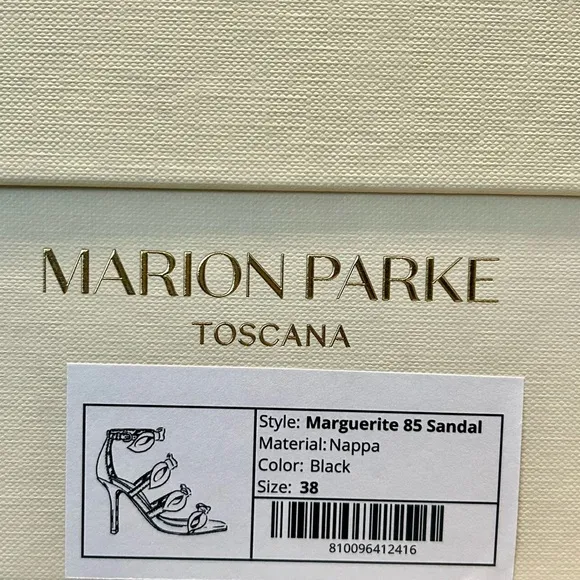 MARION PARKE
TOSCANA
Style: Marguerite 85 Sandal
Material: Nappa
Color: Black
Size: 38
810096412416